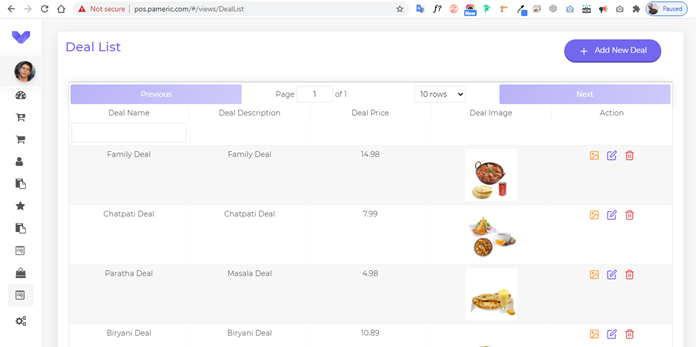 Not secure | pos.pameric.com/#/views/DealList
f?
New
Paused
Deal List
+ Add New Deal
Previous Page 1 of 1 10 rows Next
Deal Name Deal Description Deal Price Deal Image Action
Family Deal Family Deal 14.98
Chatpati Deal Chatpati Deal 7.99
Paratha Deal Masala Deal 4.98
Biryani Deal Biryani Deal 10.89